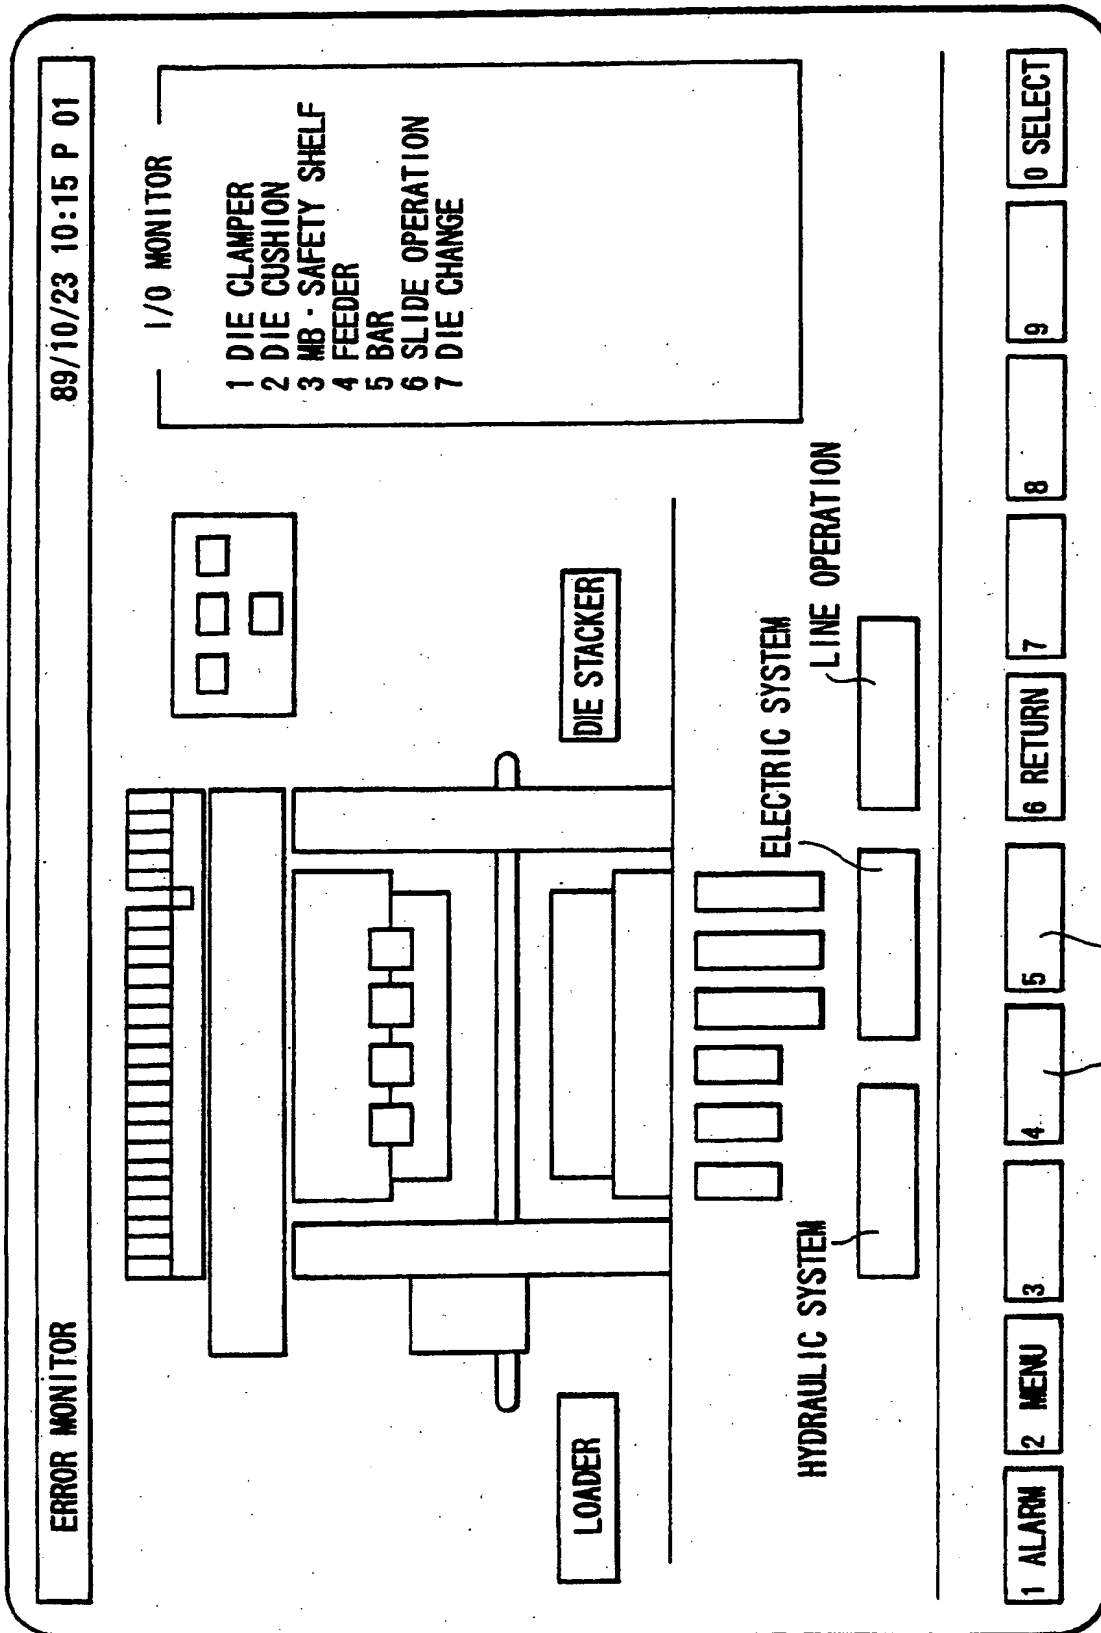 ERROR MONITOR 89/10/23 10:15 P 01
I/O MONITOR
1 DIE CLAMPER
2 DIE CUSHION
3 MB・SAFETY SHELF
4 FEEDER
5 BAR
6 SLIDE OPERATION
7 DIE CHANGE
LOADER
DIE STACKER
HYDRAULIC SYSTEM
ELECTRIC SYSTEM
LINE OPERATION
1 ALARM
2 MENU
3
4
5
6 RETURN
7
8
9
0 SELECT